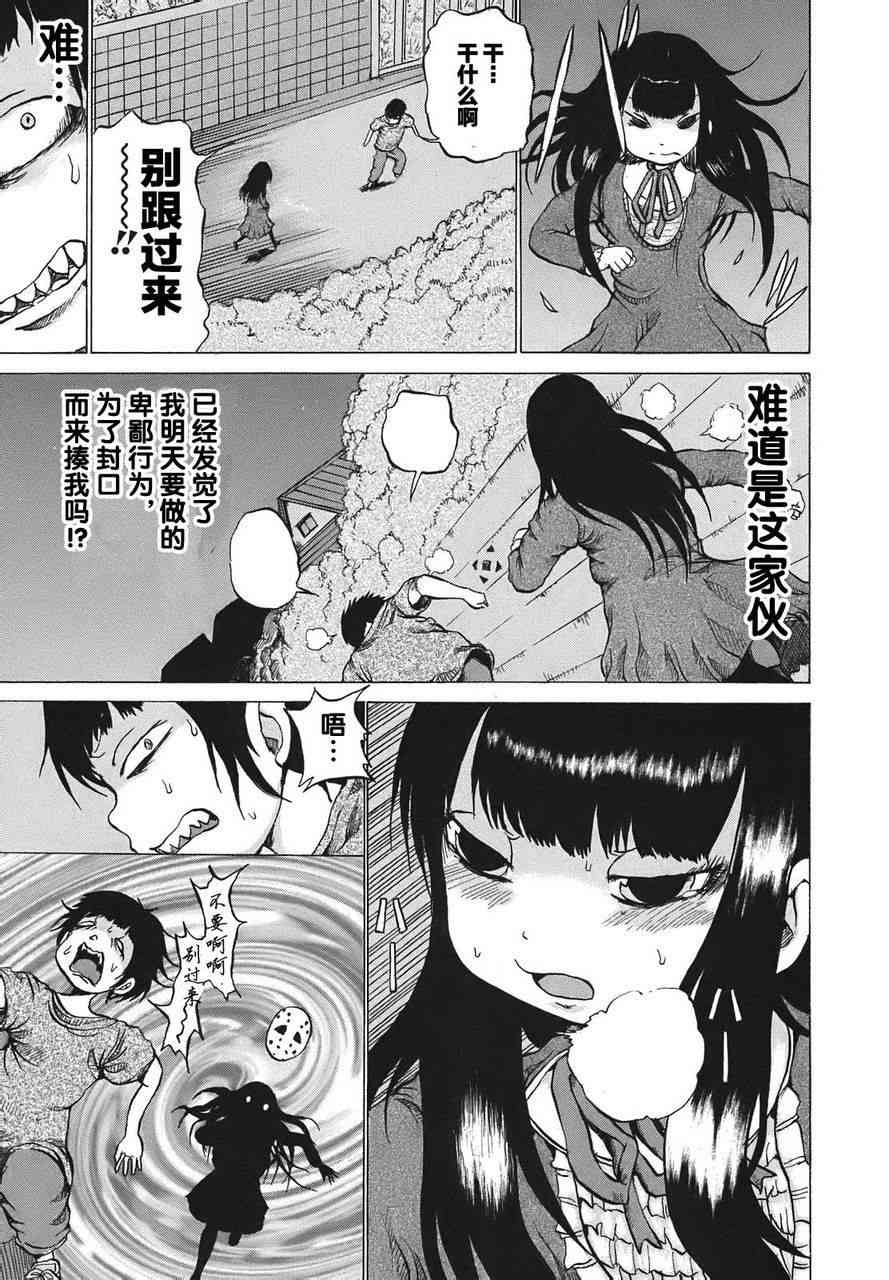 干…
干什么啊
别跟过来
～～～!!
难…
难道是这家伙
已经发觉了
我明天要做的
卑鄙行为，
为了封口
而来揍我吗!?
唔…
不要啊啊
别过来